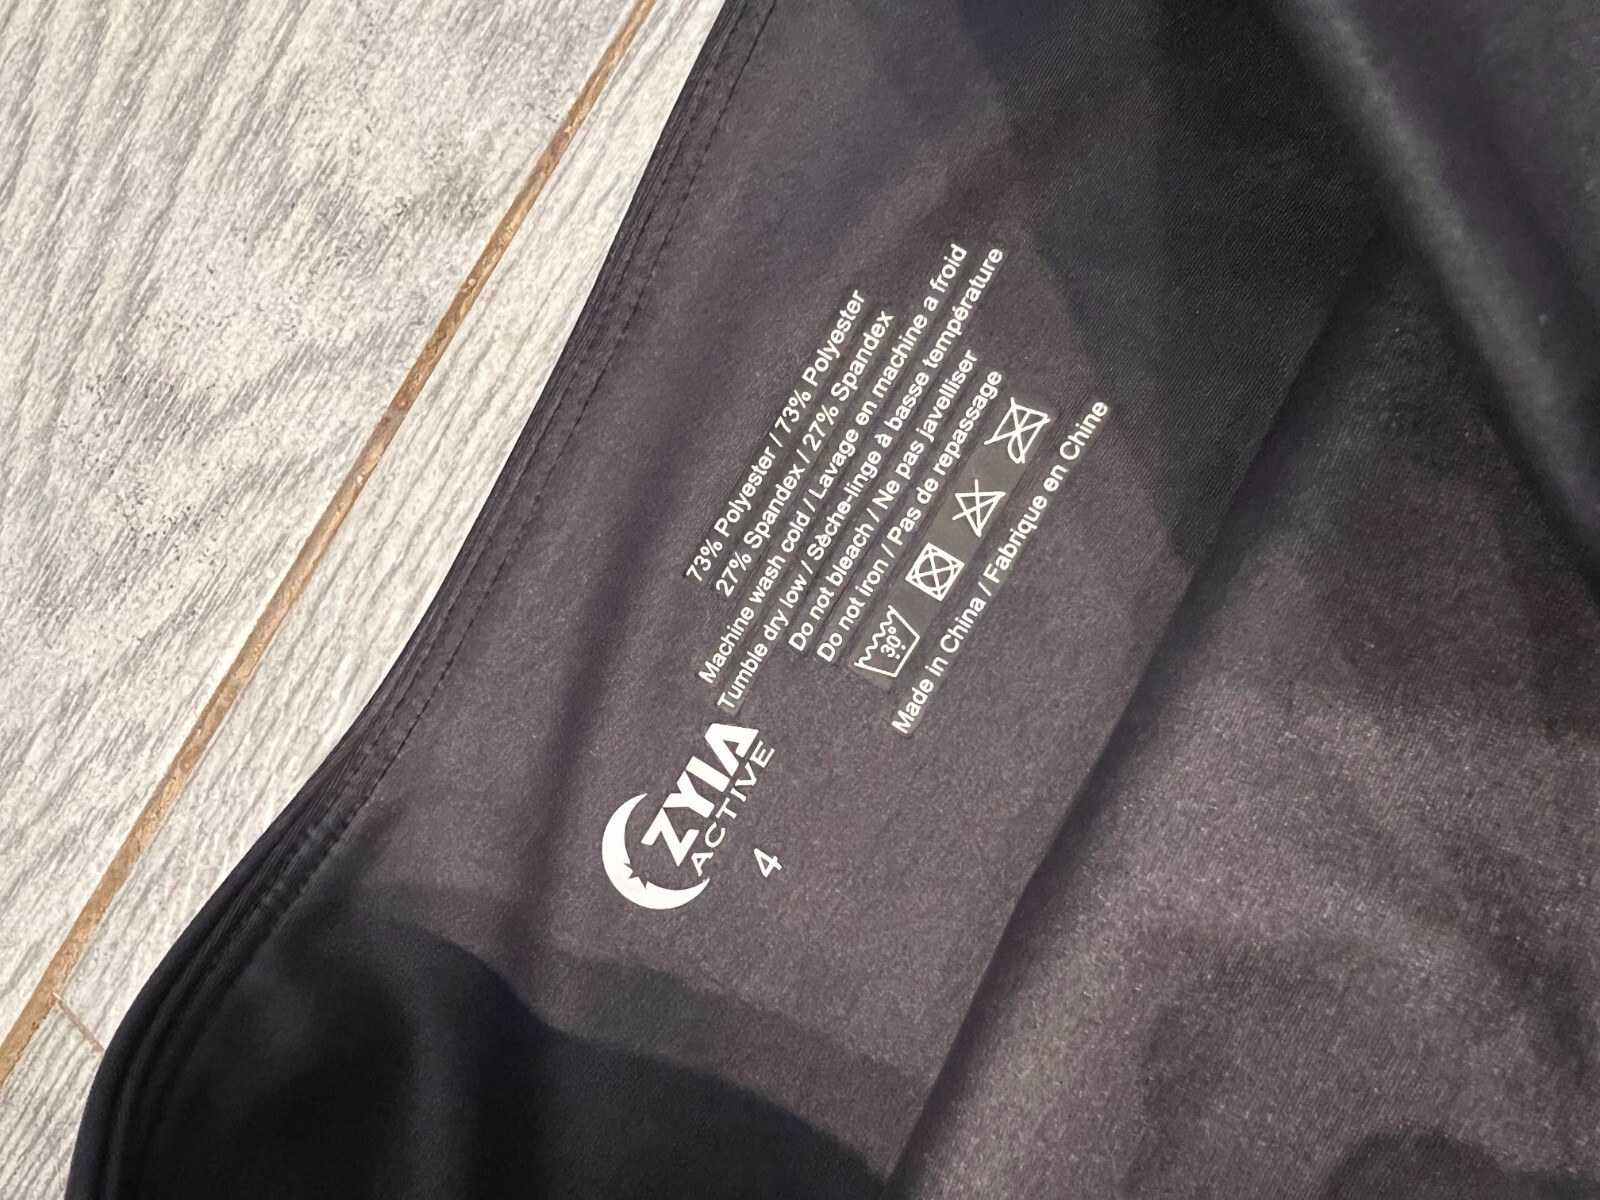 73% Polyester / 73% Polyester
27% Spandex / 27% Spandex
Machine wash cold / Lavage en machine a froid
Tumble dry low / Sèche-linge à basse température
Do not bleach / Ne pas javelliser
Do not iron / Pas de repassage
30°
Made in China / Fabrique en Chine
ZYIA
ACTIVE
4